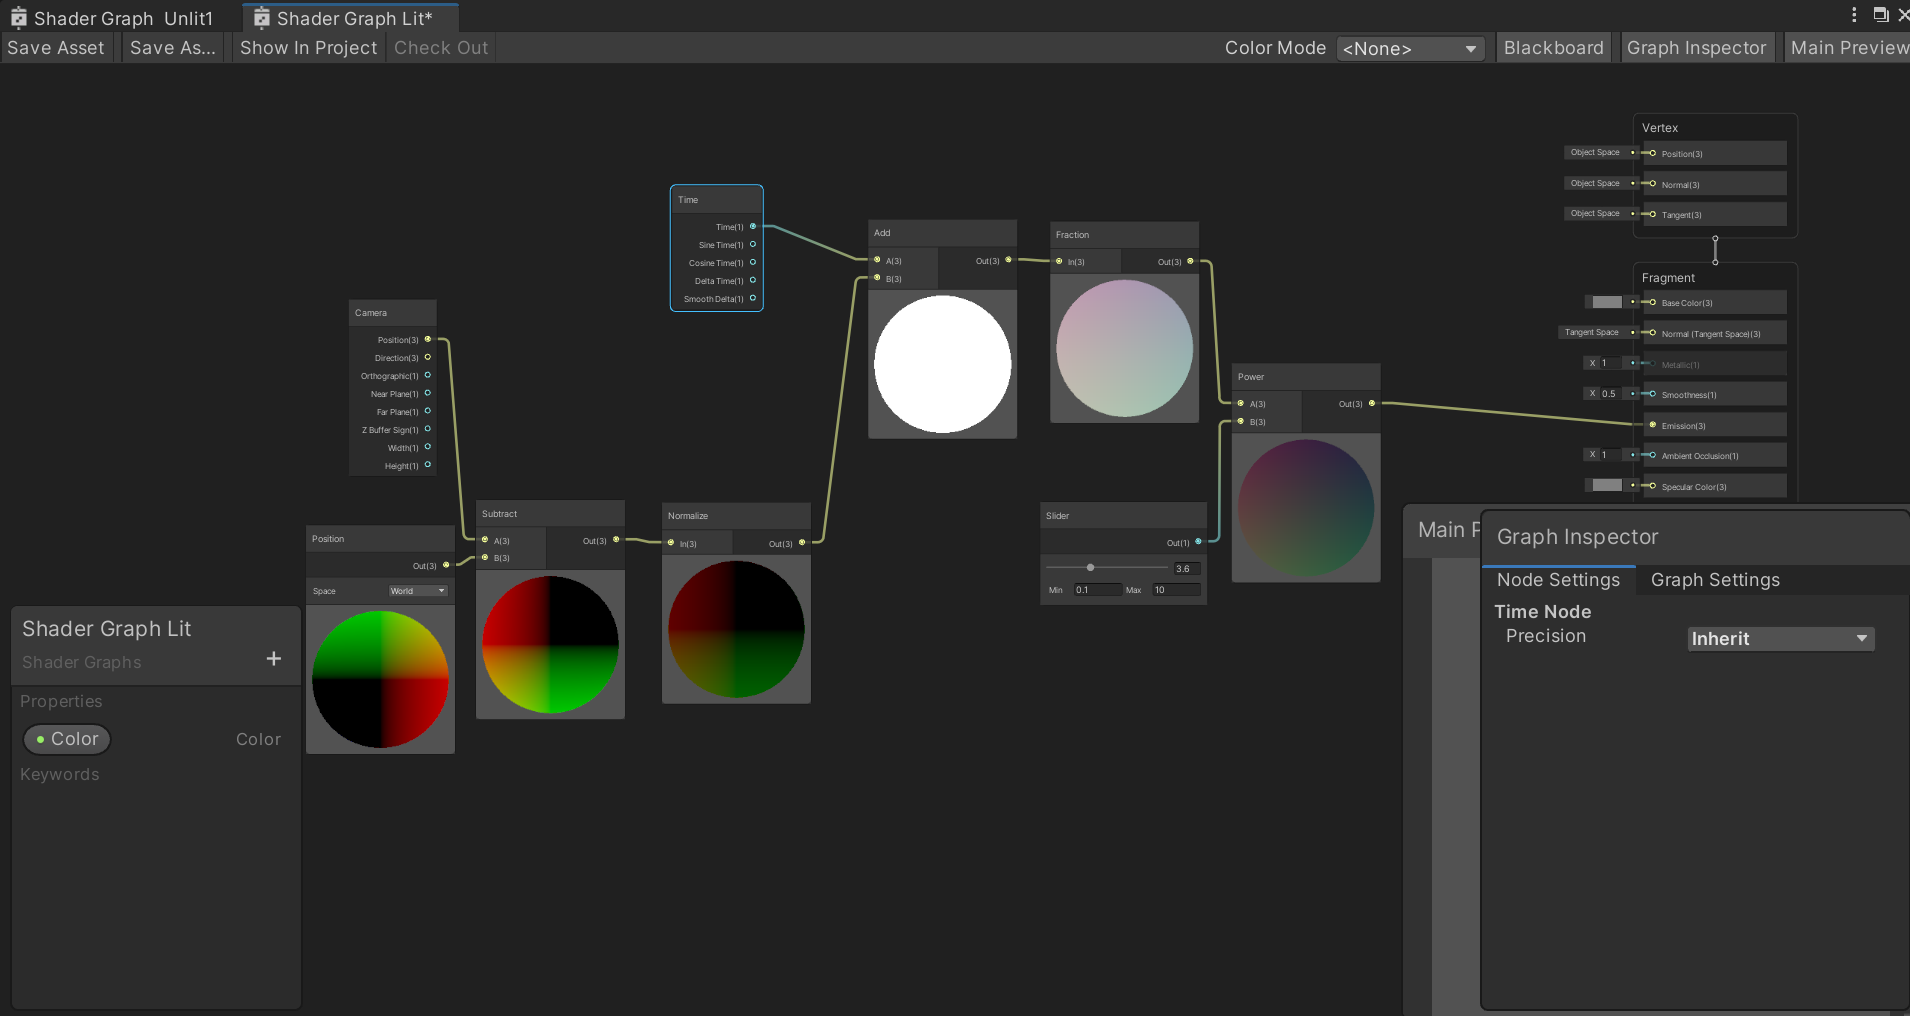 Shader Graph Unlit1
Shader Graph Lit*
Save Asset
Save As...
Show In Project
Check Out
Color Mode
<None>
Blackboard
Graph Inspector
Main Preview
Vertex
Object Space
Position(3)
Object Space
Normal(3)
Object Space
Tangent(3)
Fragment
Base Color(3)
Tangent Space
Normal (Tangent Space)(3)
X 1
Metallic(1)
X 0.5
Smoothness(1)
Emission(3)
X 1
Ambient Occlusion(1)
Specular Color(3)
Time
Time(1)
Sine Time(1)
Cosine Time(1)
Delta Time(1)
Smooth Delta(1)
Add
A(3)
Out(3)
B(3)
Fraction
In(3)
Out(3)
Camera
Position(3)
Direction(3)
Orthographic(1)
Near Plane(1)
Far Plane(1)
Z Buffer Sign(1)
Width(1)
Height(1)
Power
A(3)
Out(3)
B(3)
Position
Out(3)
Space
World
Subtract
A(3)
Out(3)
B(3)
Normalize
In(3)
Out(3)
Slider
Out(1)
3.6
Min 0.1 Max 10
Shader Graph Lit
Shader Graphs
+
Properties
Color
Color
Keywords
Main P
Graph Inspector
Node Settings
Graph Settings
Time Node
Precision
Inherit